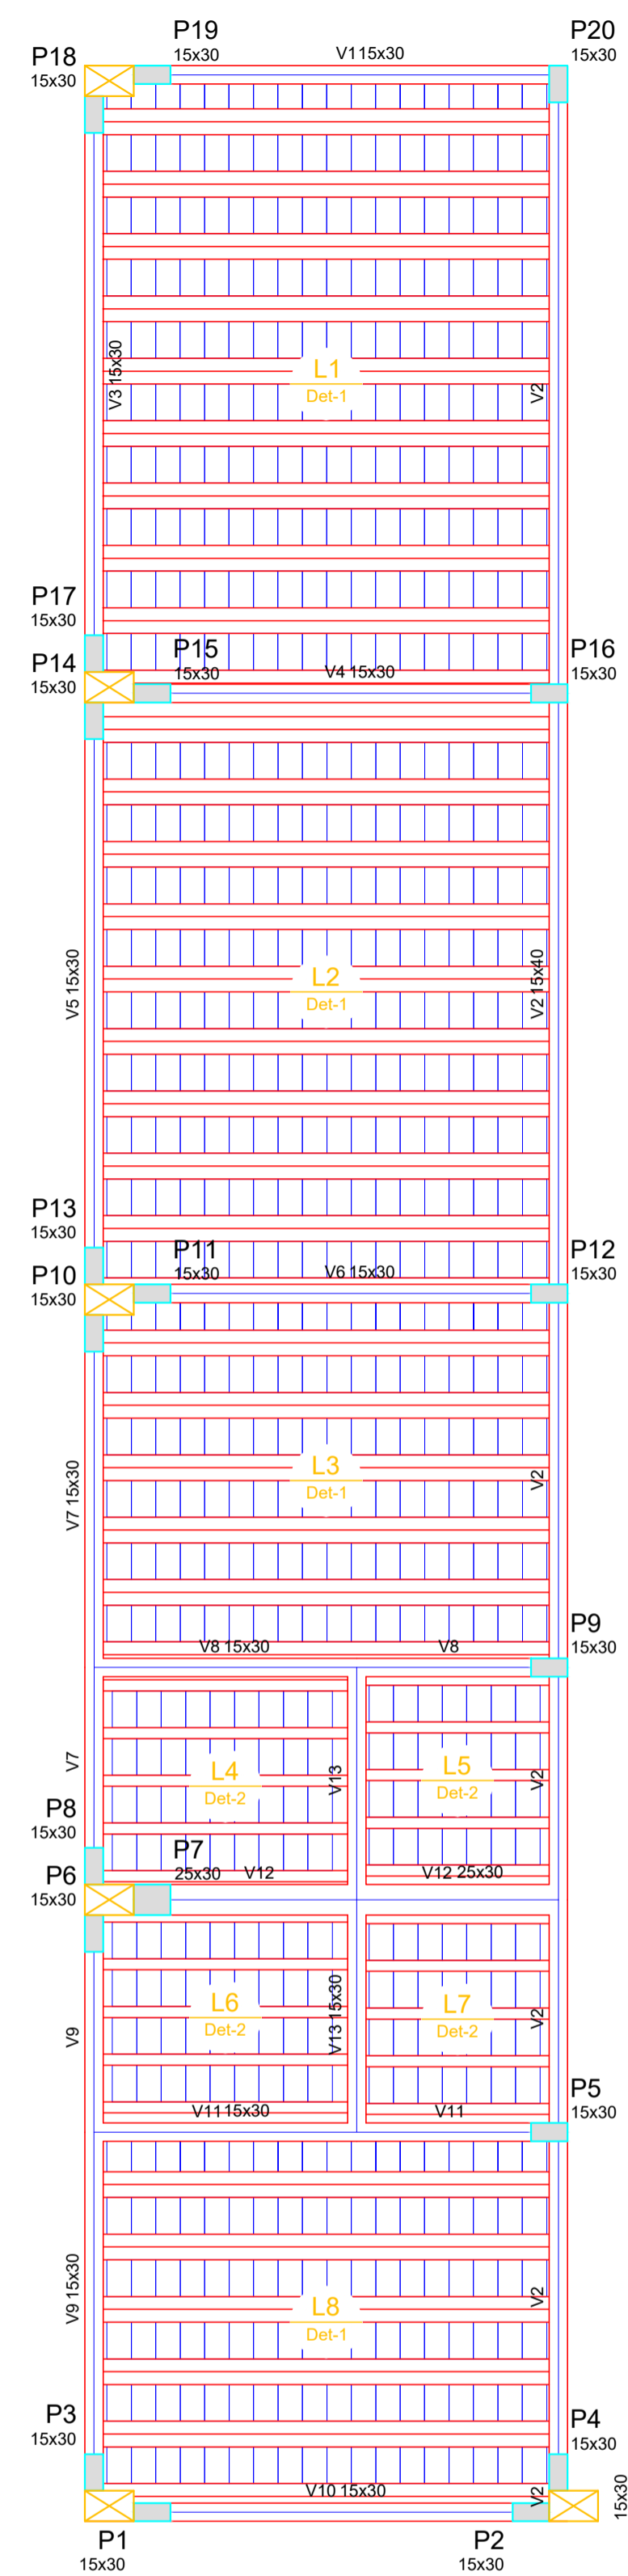 P19
15x30
V1 15x30
P20
15x30
P18
15x30
V3 15x30
L1
Det-1
V2
P17
15x30
P15
15x30
V4 15x30
P16
15x30
P14
15x30
V5 15x30
L2
Det-1
V2 15x40
P13
15x30
P11
15x30
V6 15x30
P12
15x30
P10
15x30
V7 15x30
L3
Det-1
V2
V8 15x30
V8
P9
15x30
V7
L4
Det-2
V13
L5
Det-2
V2
P8
15x30
P7
25x30
V12
V12 25x30
P6
15x30
V9
L6
Det-2
V13 15x30
L7
Det-2
V2
V11 15x30
V11
P5
15x30
V9 15x30
L8
Det-1
V2
P3
15x30
P4
15x30
V10 15x30
V2
15x30
P1
15x30
P2
15x30